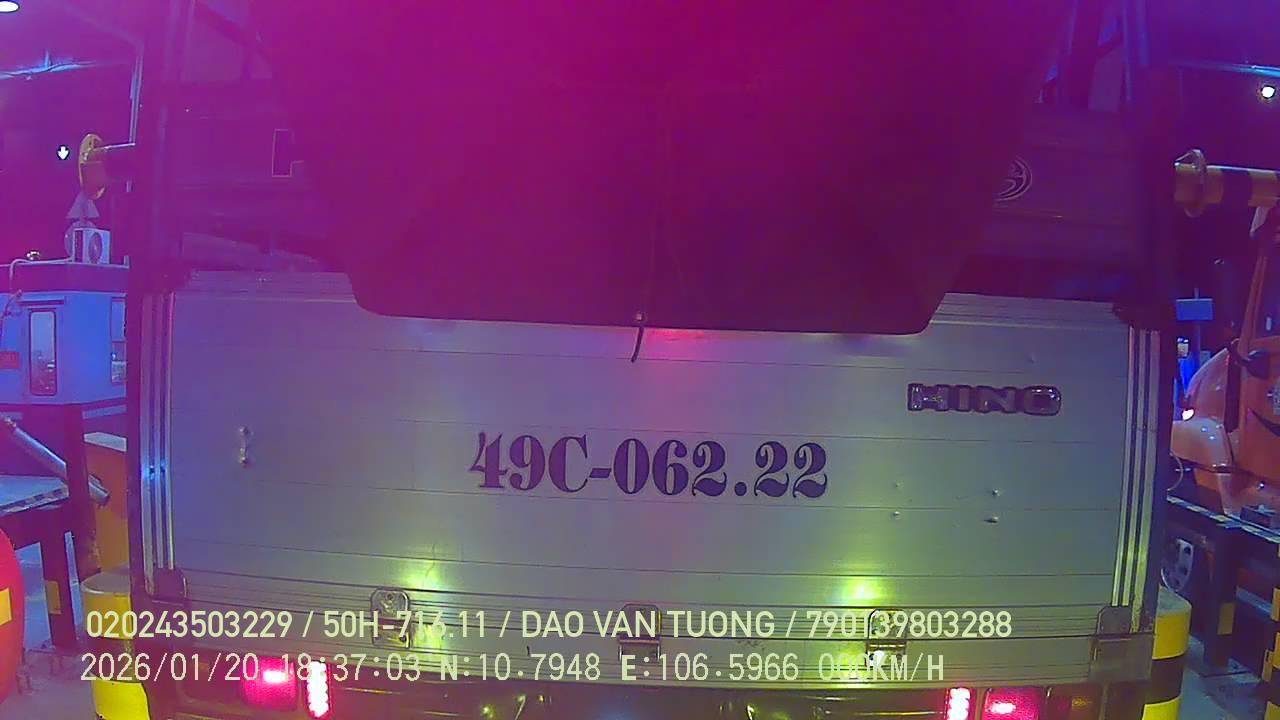 HINO
49C-062.22
020243503229 / 50H-716.11 / DAO VAN TUONG / 790139803288
2026/01/20 18:37:03 N:10.7948 E:106.5966 000KM/H